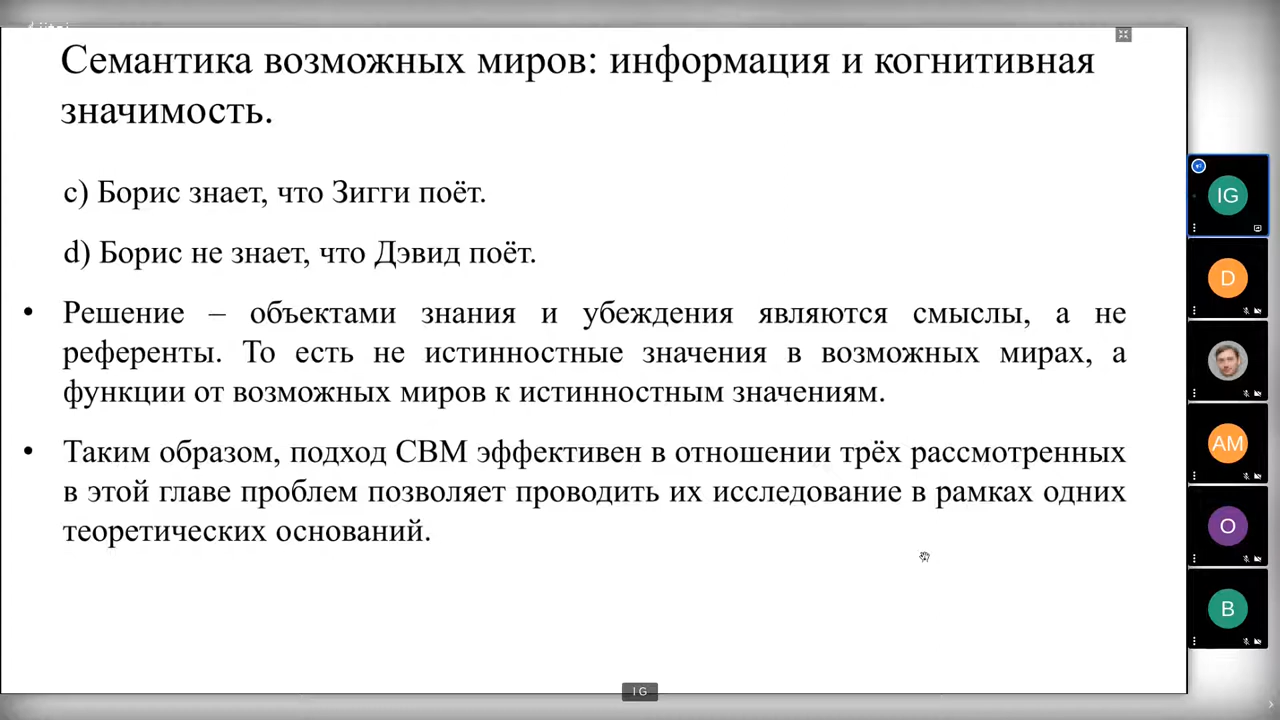 Семантика возможных миров: информация и когнитивная
значимость.
c) Борис знает, что Зигги поёт.
d) Борис не знает, что Дэвид поёт.
• Решение – объектами знания и убеждения являются смыслы, а не
референты. То есть не истинностные значения в возможных мирах, а
функции от возможных миров к истинностным значениям.
• Таким образом, подход СВМ эффективен в отношении трёх рассмотренных
в этой главе проблем позволяет проводить их исследование в рамках одних
теоретических оснований.
IG
D
AM
O
B
IG